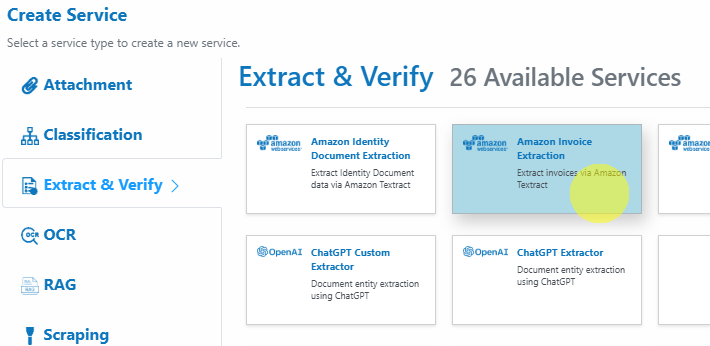 Create Service
Select a service type to create a new service.
Attachment
Classification
Extract & Verify
OCR
RAG
Scraping
Extract & Verify 26 Available Services
amazon
webservices
Amazon Identity
Document Extraction
Extract Identity Document
data via Amazon Textract
amazon
webservices
Amazon Invoice
Extraction
Extract invoices via Amazon
Textract
amazon
webservices
OpenAI
ChatGPT Custom
Extractor
Document entity extraction
using ChatGPT
OpenAI
ChatGPT Extractor
Document entity extraction
using ChatGPT